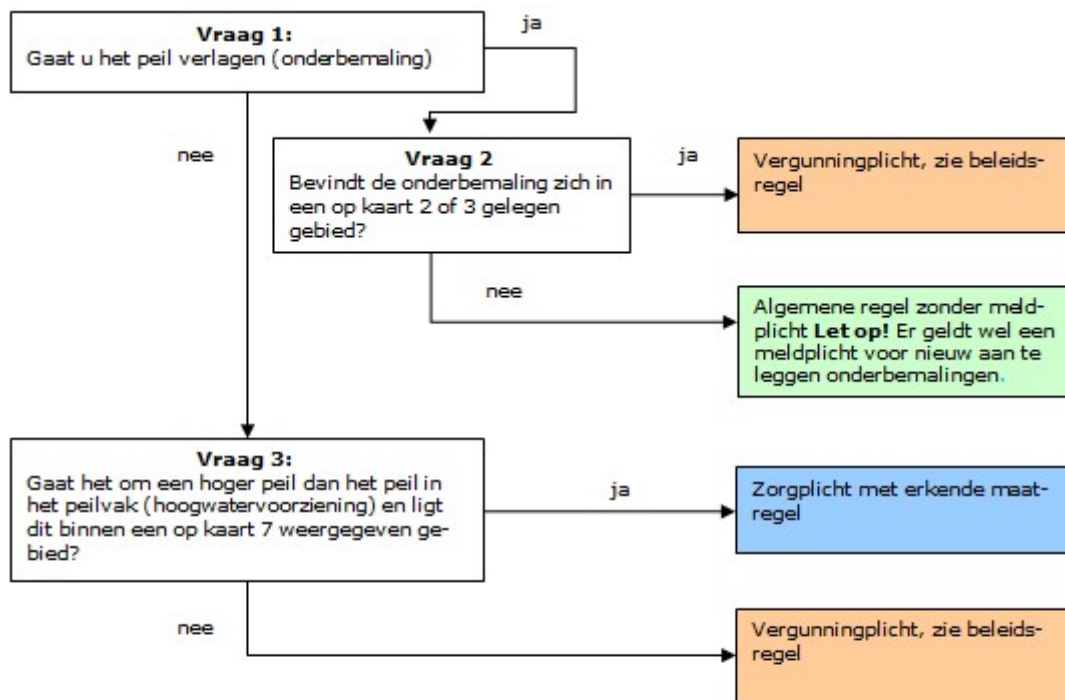 Vraag 1:
Gaat u het peil verlagen (onderbemaling)
ja
nee
Vraag 2
Bevindt de onderbemaling zich in
een op kaart 2 of 3 gelegen
gebied?
ja
Vergunningplicht, zie beleids-
regel
nee
Algemene regel zonder meld-
plicht Let op! Er geldt wel een
meldplicht voor nieuw aan te
leggen onderbemalingen.
Vraag 3:
Gaat het om een hoger peil dan het peil in
het peilvak (hoogwatervoorziening) en ligt
dit binnen een op kaart 7 weergegeven ge-
bied?
ja
Zorgplicht met erkende maat-
regel
nee
Vergunningplicht, zie beleids-
regel